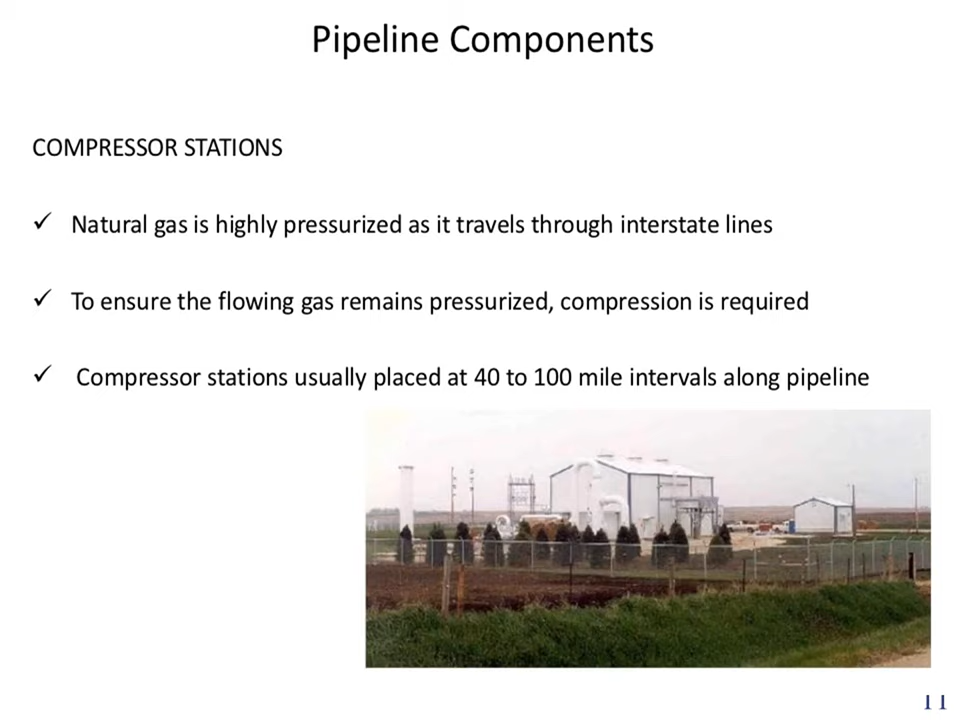 Pipeline Components
COMPRESSOR STATIONS
✓ Natural gas is highly pressurized as it travels through interstate lines
✓ To ensure the flowing gas remains pressurized, compression is required
✓ Compressor stations usually placed at 40 to 100 mile intervals along pipeline
11